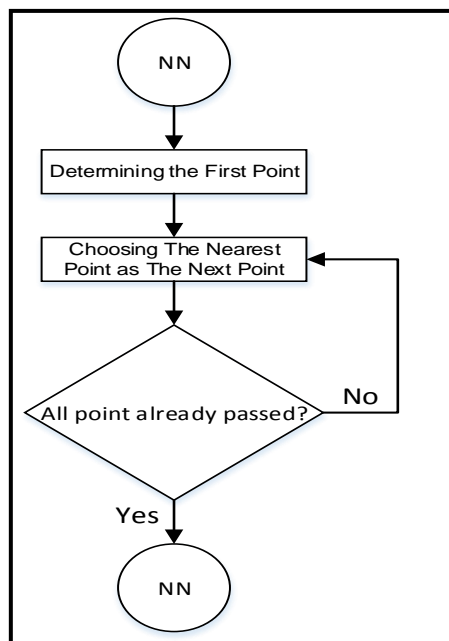 NN
Determining the First Point
Choosing The Nearest
Point as The Next Point
All point already passed?
No
Yes
NN